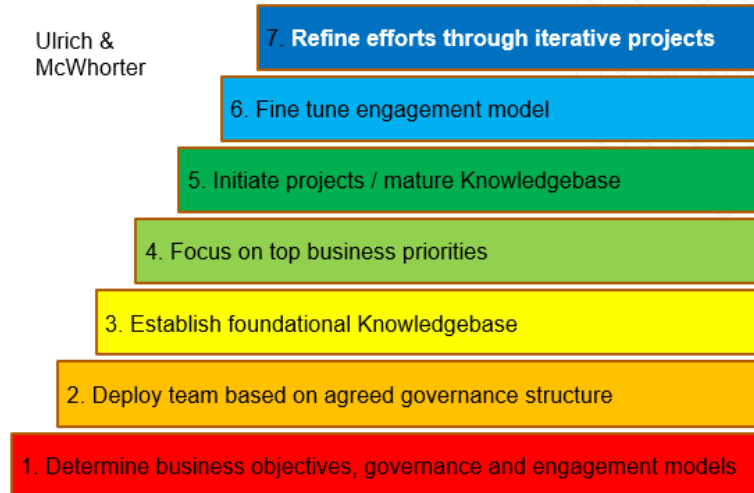 Ulrich &
McWhorter
7. Refine efforts through iterative projects
6. Fine tune engagement model
5. Initiate projects / mature Knowledgebase
4. Focus on top business priorities
3. Establish foundational Knowledgebase
2. Deploy team based on agreed governance structure
1. Determine business objectives, governance and engagement models